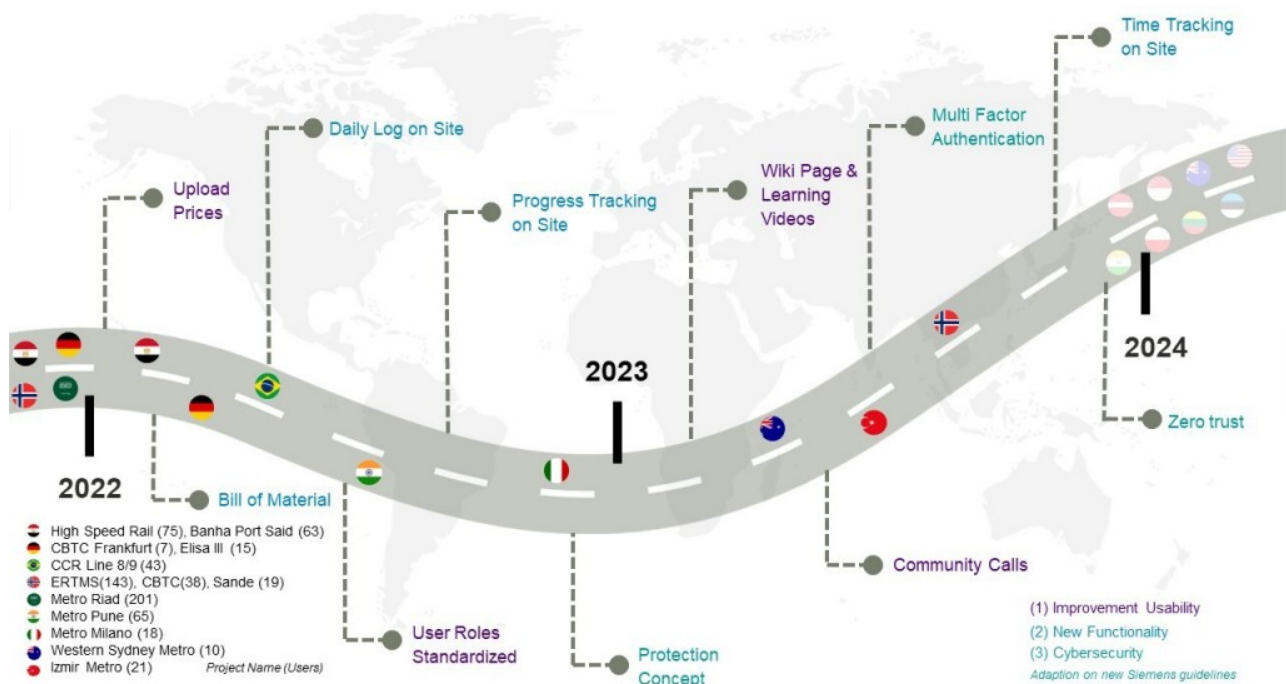 Time Tracking
on Site
Daily Log on Site
Multi Factor
Authentication
Upload
Prices
Wiki Page &
Learning
Videos
Progress Tracking
on Site
2023
2024
2022
Zero trust
Bill of Material
High Speed Rail (75), Banha Port Said (63)
CBTC Frankfurt (7), Elisa III (15)
CCR Line 8/9 (43)
ERTMS(143), CBTC(38), Sande (19)
Metro Riad (201)
Metro Pune (65)
Metro Milano (18)
Western Sydney Metro (10)
Izmir Metro (21)
Project Name (Users)
Community Calls
User Roles
Standardized
Protection
Concept
(1) Improvement Usability
(2) New Functionality
(3) Cybersecurity
Adaption on new Siemens guidelines